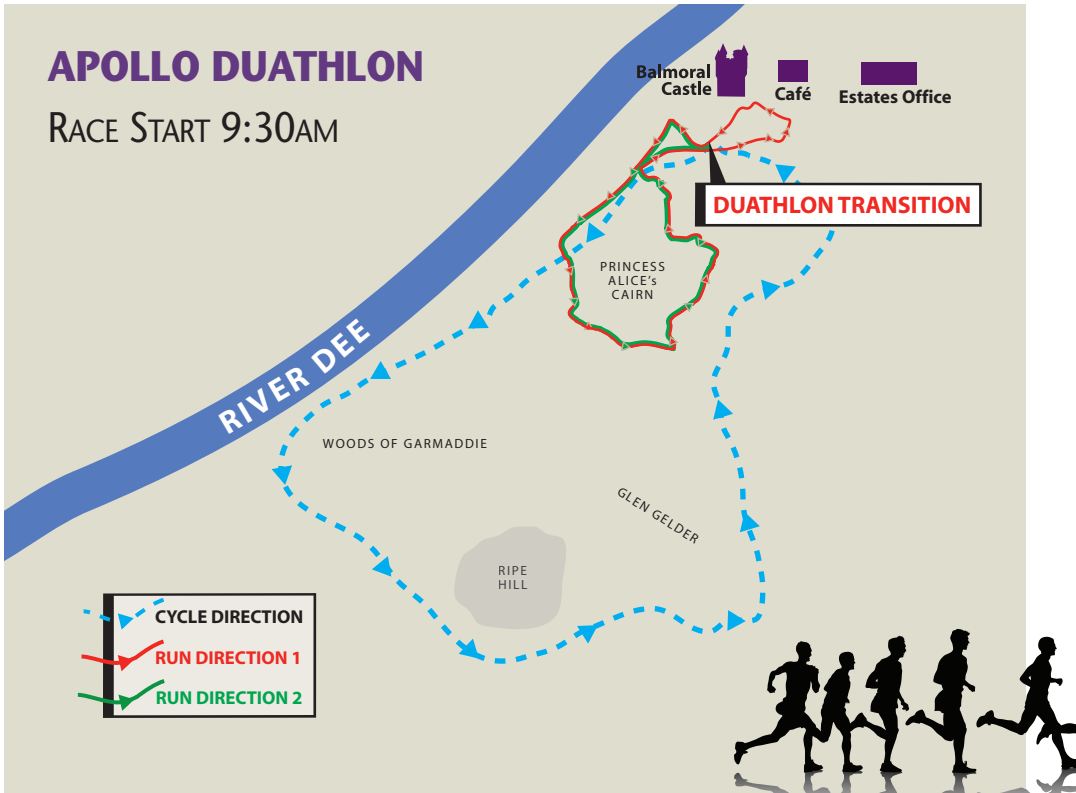 APOLLO DUATHLON
RACE START 9:30AM
Balmoral
Castle
Café
Estates Office
DUATHLON TRANSITION
PRINCESS
ALICE's
CAIRN
RIVER DEE
WOODS OF GARMADDIE
GLEN GELDER
RIPE
HILL
CYCLE DIRECTION
RUN DIRECTION 1
RUN DIRECTION 2